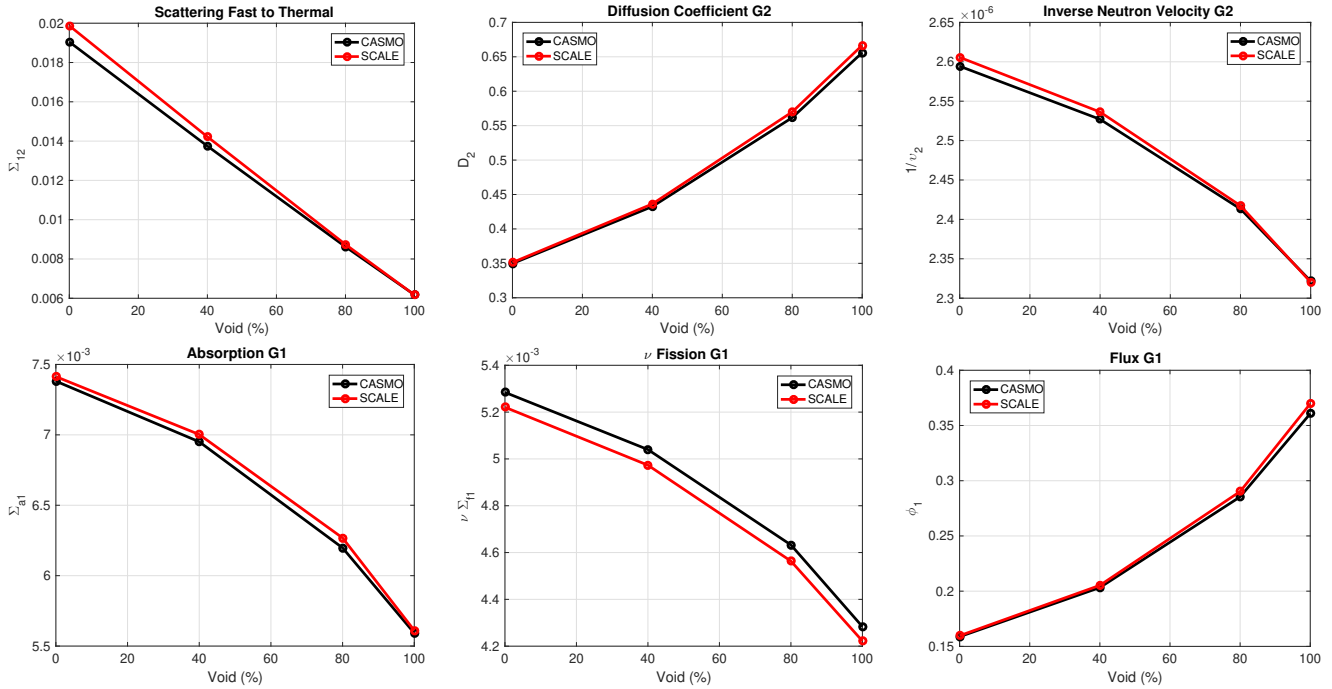 Scattering Fast to Thermal
0.02
0.018
0.016
0.014
0.012
0.01
0.008
0.006
Σ12
0 20 40 60 80 100
Void (%)
CASMO
SCALE
Diffusion Coefficient G2
0.7
0.65
0.6
0.55
0.5
0.45
0.4
0.35
0.3
D2
0 20 40 60 80 100
Void (%)
CASMO
SCALE
Inverse Neutron Velocity G2
×10-6
2.65
2.6
2.55
2.5
2.45
2.4
2.35
2.3
1/υ2
0 20 40 60 80 100
Void (%)
CASMO
SCALE
Absorption G1
×10-3
7.5
7
6.5
6
5.5
Σa1
0 20 40 60 80 100
Void (%)
CASMO
SCALE
ν Fission G1
×10-3
5.4
5.2
5
4.8
4.6
4.4
4.2
ν Σf1
0 20 40 60 80 100
Void (%)
CASMO
SCALE
Flux G1
0.4
0.35
0.3
0.25
0.2
0.15
ϕ1
0 20 40 60 80 100
Void (%)
CASMO
SCALE